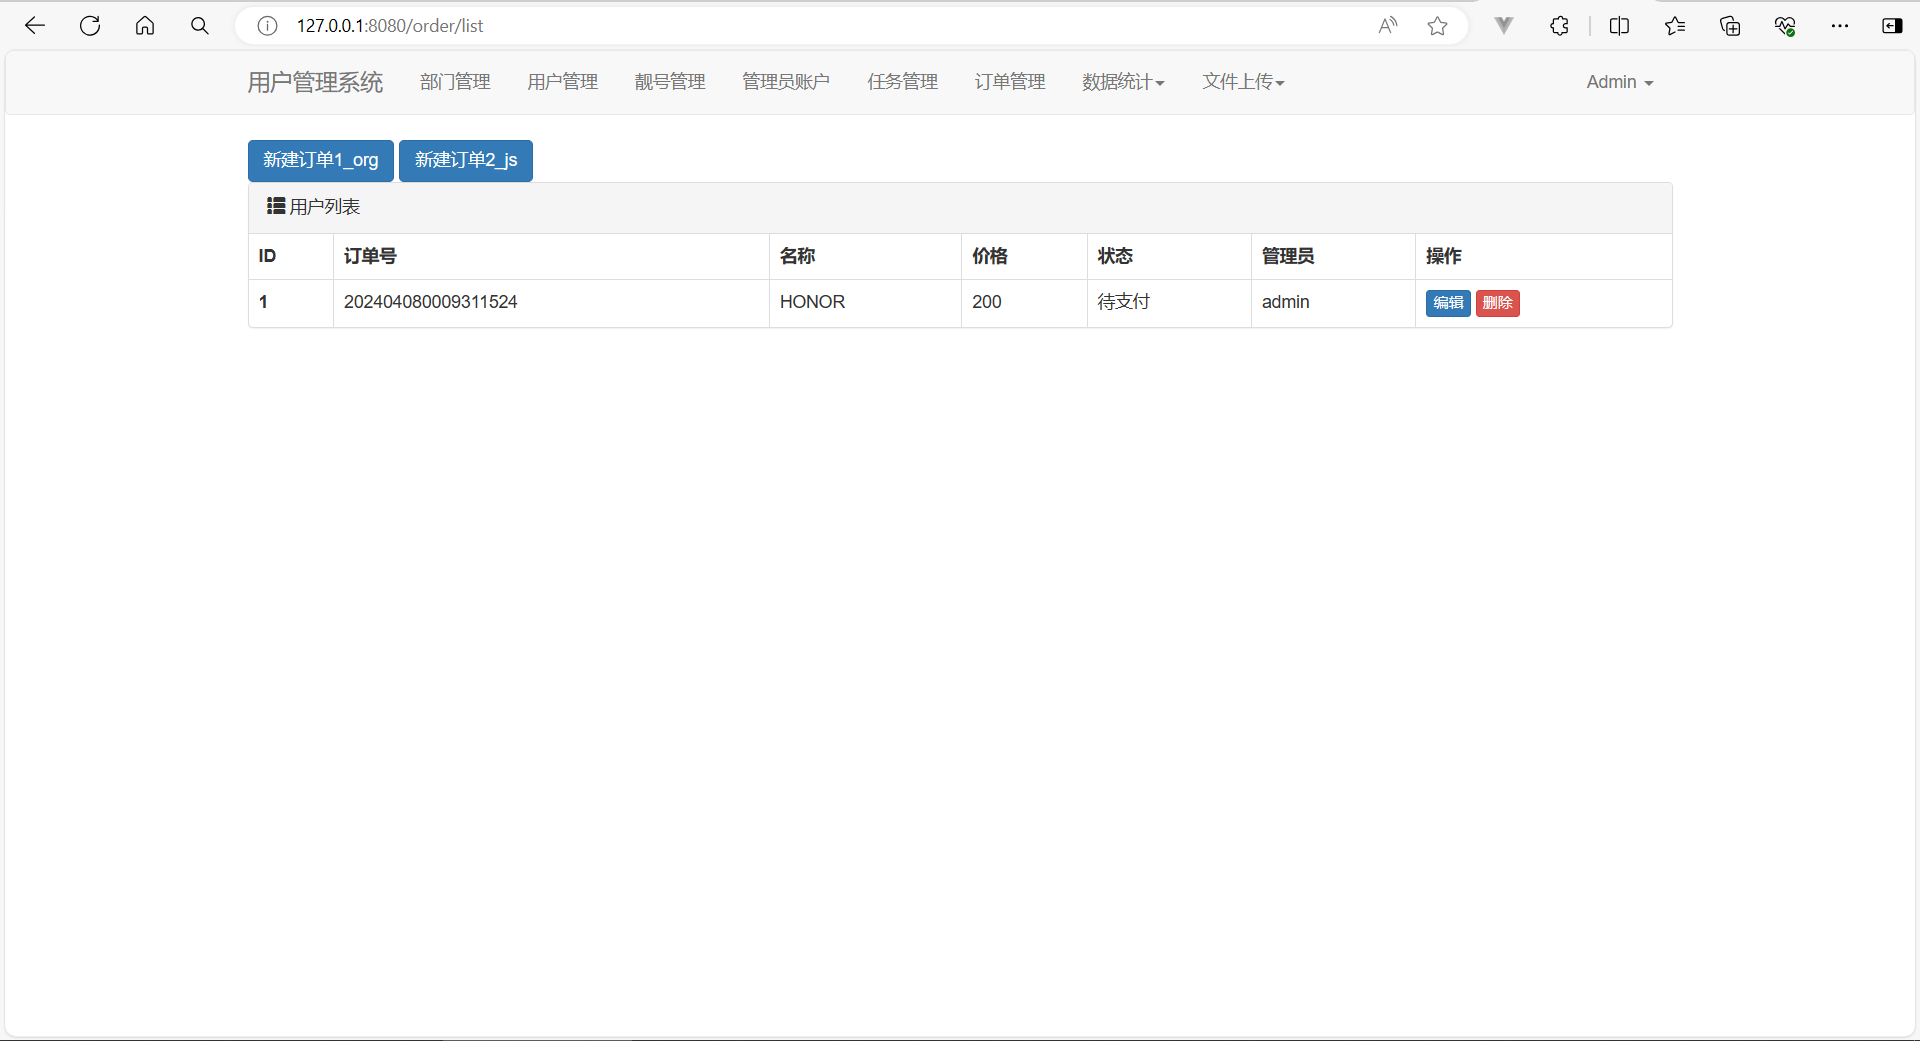 127.0.0.1:8080/order/list
用户管理系统 部门管理 用户管理 靓号管理 管理员账户 任务管理 订单管理 数据统计 文件上传 Admin
新建订单1_org 新建订单2_js
用户列表
ID 订单号 名称 价格 状态 管理员 操作
1 202404080009311524 HONOR 200 待支付 admin 编辑 删除